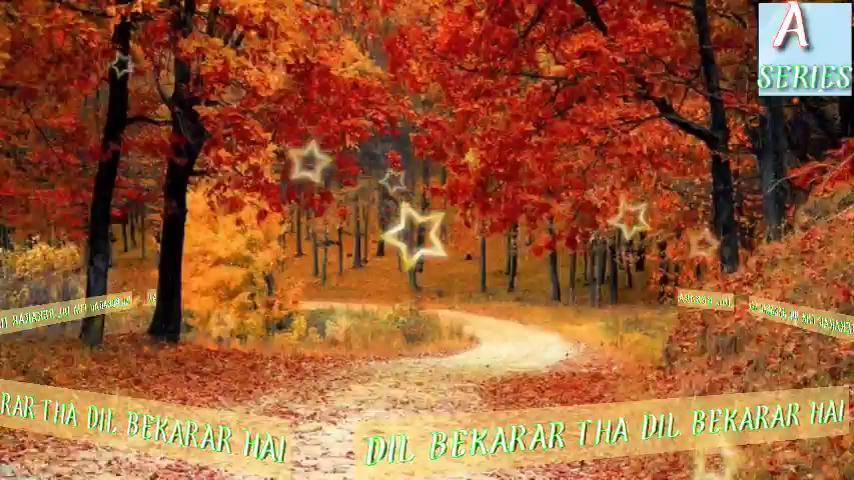 A
SERIES
RAR THA DIL BEKARAR HAI
DIL BEKARAR THA DIL BEKARAR HAI